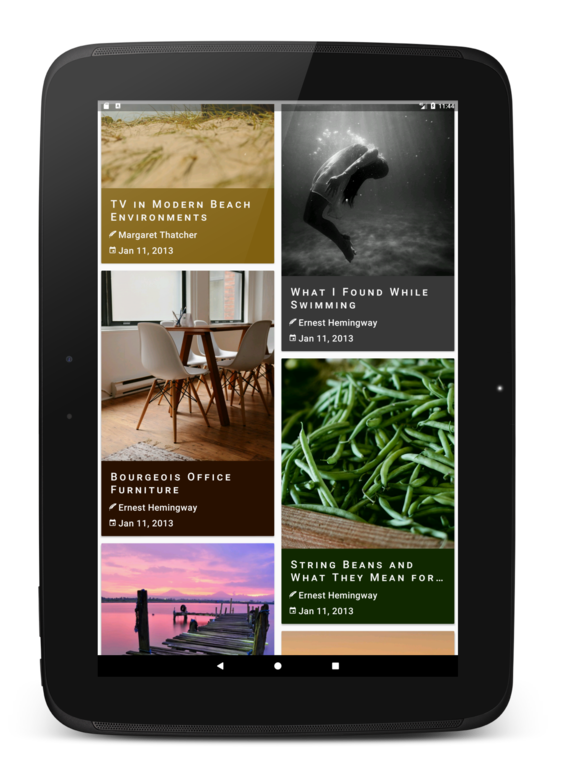 11:44
TV in Modern Beach
Environments
Margaret Thatcher
Jan 11, 2013
What I Found While
Swimming
Ernest Hemingway
Jan 11, 2013
Bourgeois Office
Furniture
Ernest Hemingway
Jan 11, 2013
String Beans and
What They Mean for…
Ernest Hemingway
Jan 11, 2013